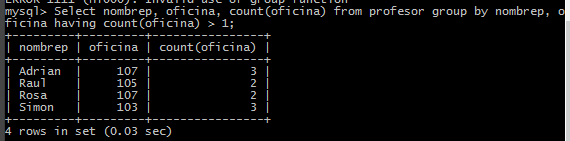 ERROR 1111 (HY000): Invalid use of group function
mysql> Select nombrep, oficina, count(oficina) from profesor group by nombrep, o
ficina having count(oficina) > 1;
+---------+---------+----------------+
| nombrep | oficina | count(oficina) |
+---------+---------+----------------+
| Adrian | 107 | 3 |
| Raul | 105 | 2 |
| Rosa | 107 | 2 |
| Simon | 103 | 3 |
+---------+---------+----------------+
4 rows in set (0.03 sec)